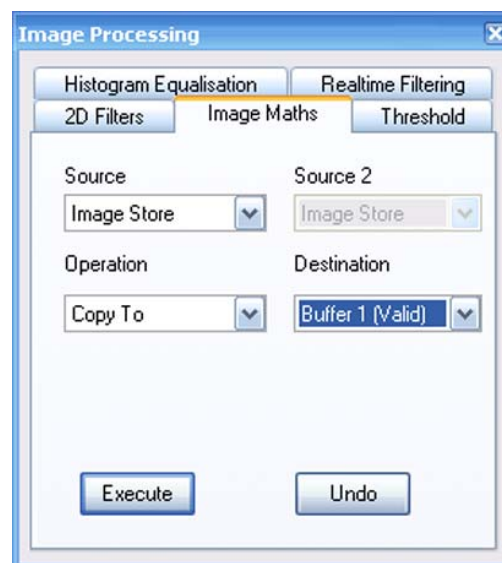 Image Processing
Histogram Equalisation Realtime Filtering
2D Filters Image Maths Threshold
Source Source 2
Image Store Image Store
Operation Destination
Copy To Buffer 1 (Valid)
Execute Undo